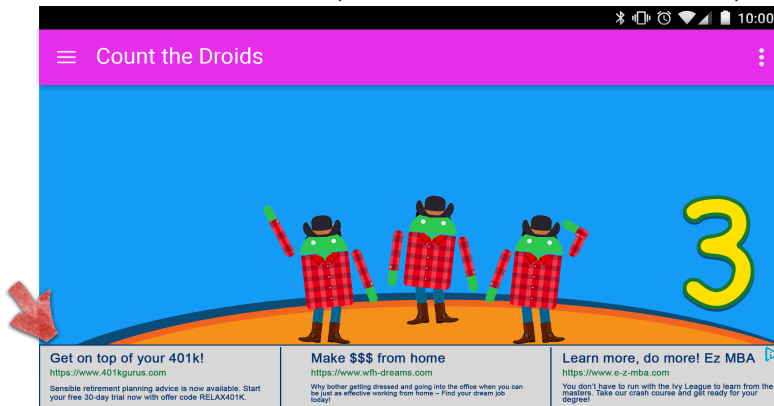 10:00
Count the Droids
3
Get on top of your 401k!
https://www.401kgurus.com
Sensible retirement planning advice is now available. Start
your free 30-day trial now with offer code RELAX401K.
Make $$$ from home
https://www.wfh-dreams.com
Why bother getting dressed and going into the office when you can
be just as effective working from home – Find your dream job
today!
Learn more, do more! Ez MBA
https://www.e-z-mba.com
You don't have to run with the Ivy League to learn from the
masters. Take our crash course and get ready for your
degree!